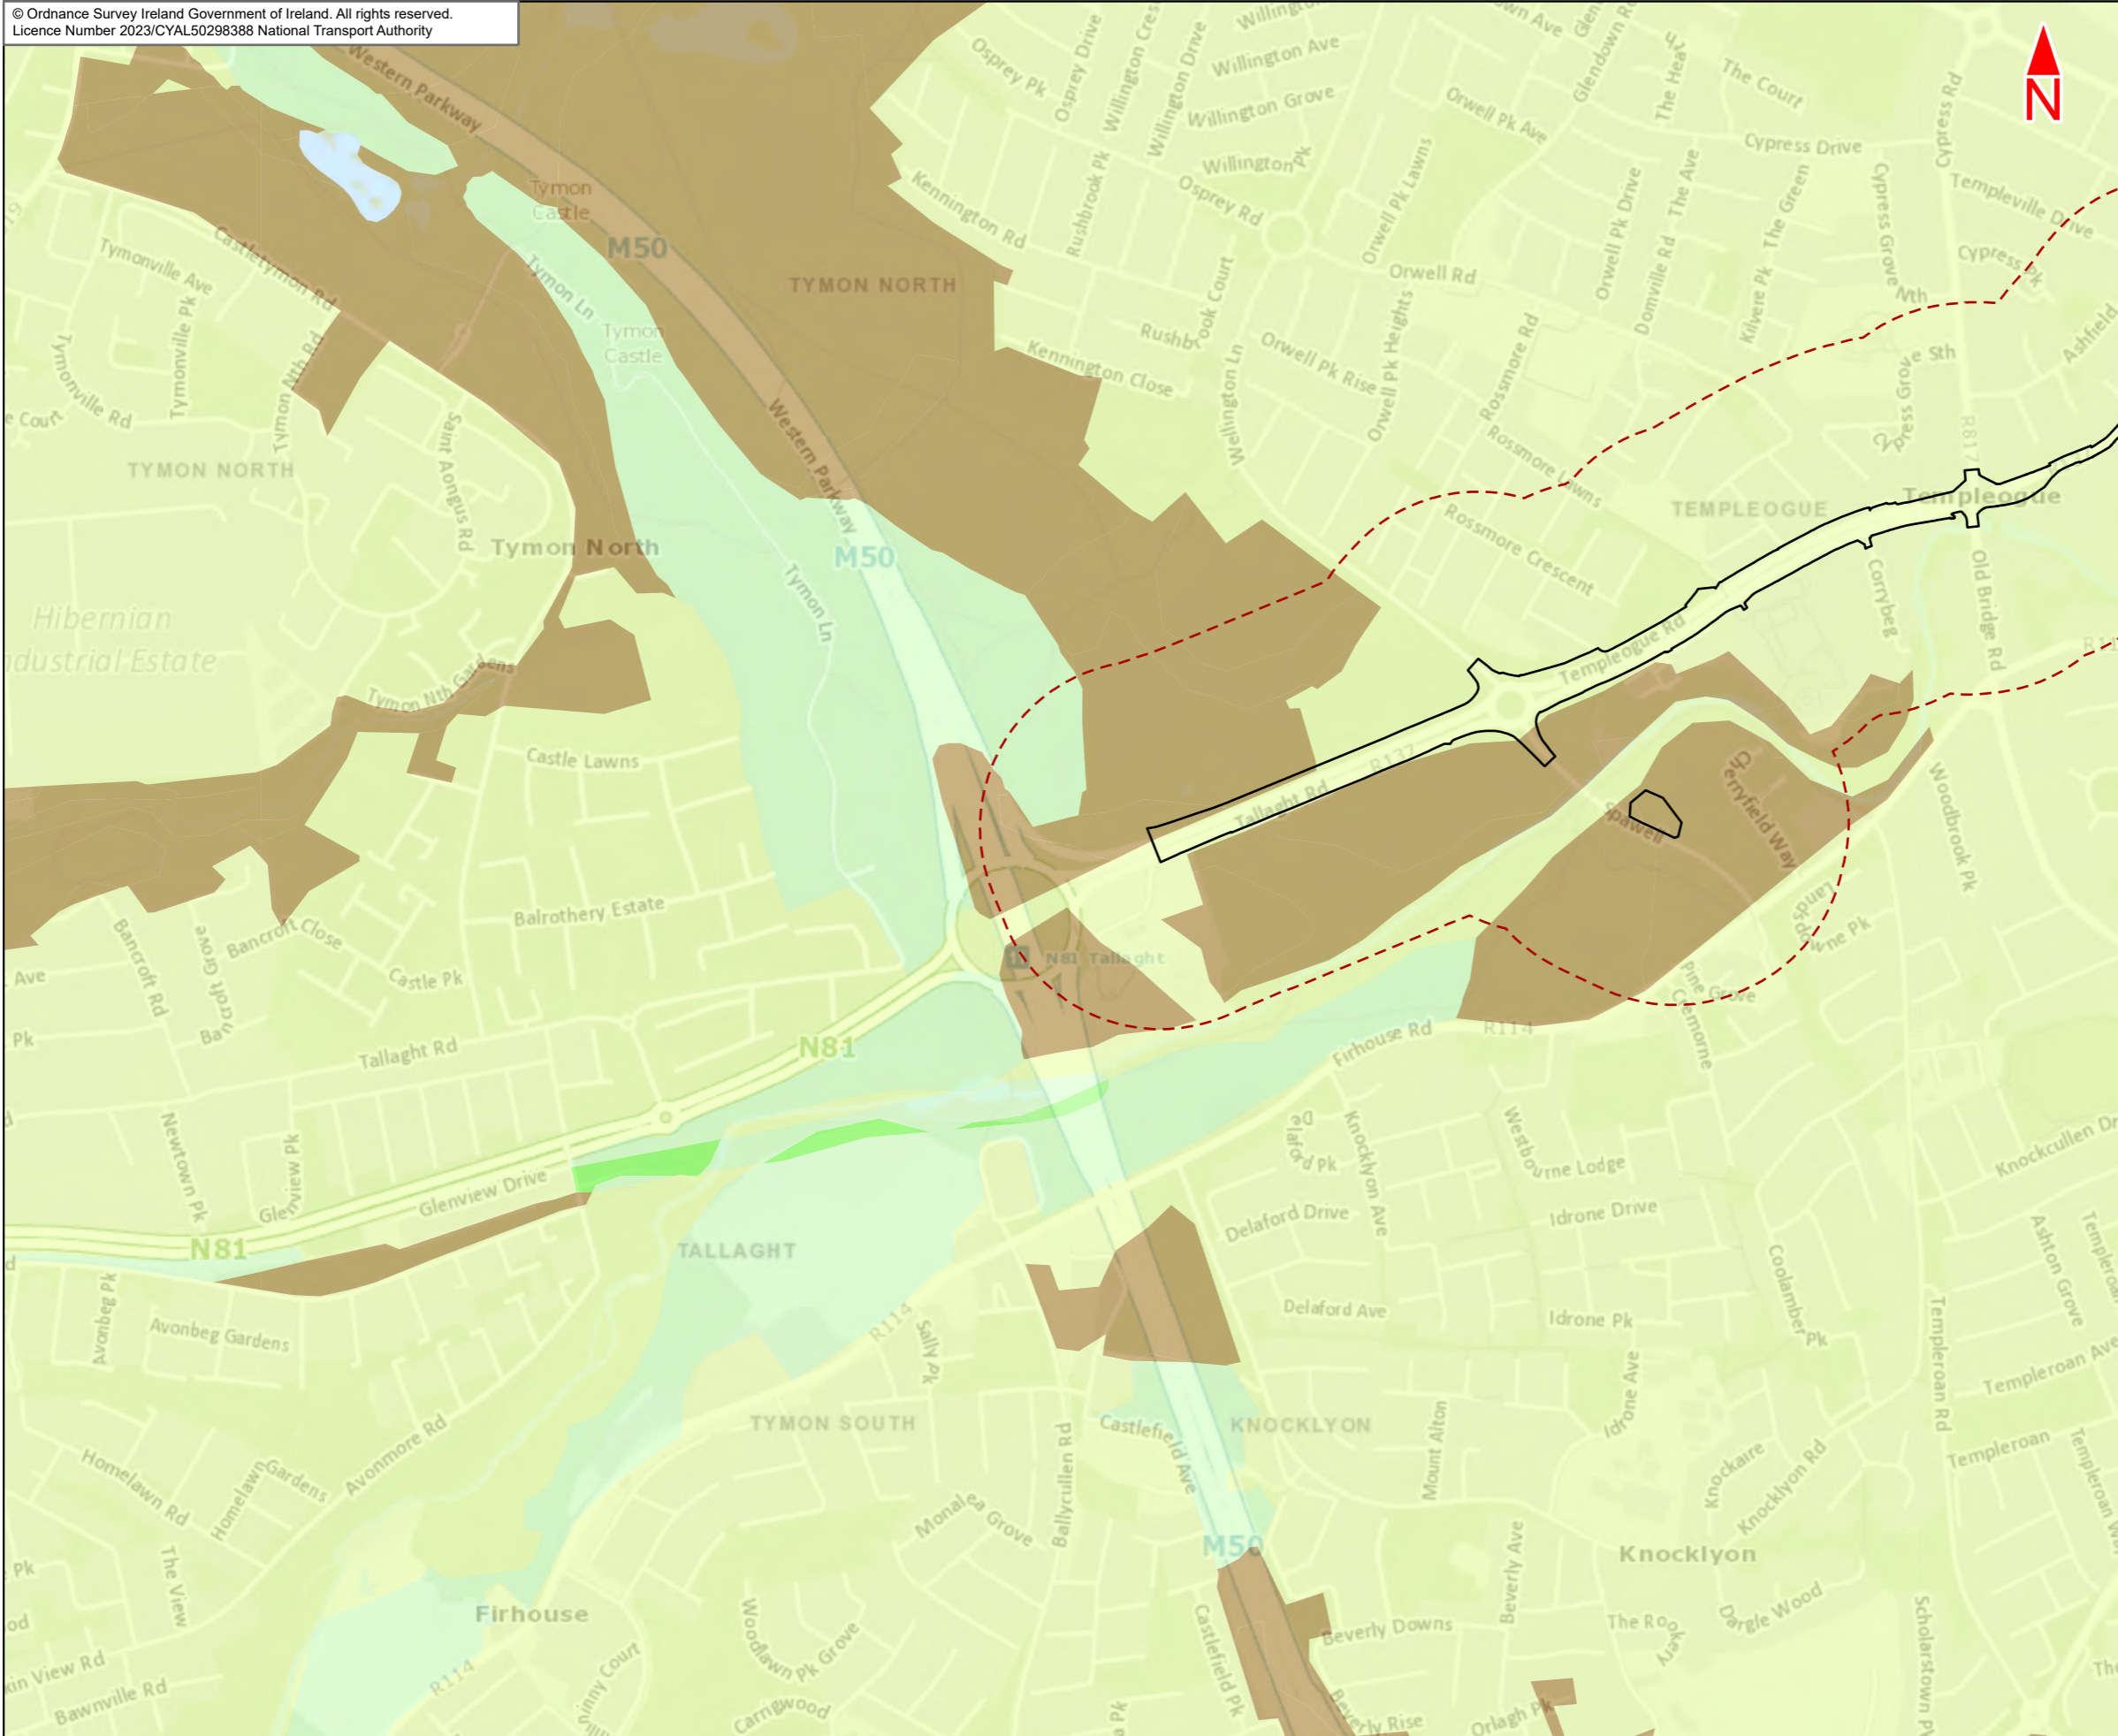 © Ordnance Survey Ireland Government of Ireland. All rights reserved.
Licence Number 2023/CYAL50298388 National Transport Authority
N
Western Parkway
Osprey Pk
Osprey Drive
Willington Cres
Willington Drive
Willington Ave
Willington Grove
Willington Pk
Orwell Pk Ave
Glendown Rd
The Court
Cypress Drive
Cypress Rd
Templeville Drive
Tymon
Castle
M50
TYMON NORTH
Kennington Rd
Rushbrook Pk
Osprey Rd
Orwell Pk Lawns
Orwell Rd
Orwell Pk Drive
The Ave
Domville Rd
The Green
Kilvere Pk
Cypress Grove Nth
Cypress Pk
Castletymon Rd
Tymonville Ave
Tymonville Pk
Tymonville Rd
Tymon Nth Rd
Tymon Ln
Tymon
Castle
Rushbrook Court
Kennington Close
Wellington Ln
Orwell Pk Rise
Orwell Pk Heights
Rossmore Rd
Cypress Grove Sth
Ashfield
R817
e Court
TYMON NORTH
Saint Aongus Rd
Western Parkway
M50
Rossmore Lawns
Rossmore Crescent
TEMPLEOGUE
Templeogue
Tymon North
Tymon Ln
Hibernian
ndustrial Estate
Tymon Nth Gardens
Templeogue Rd
Corrybeg
Old Bridge Rd
Castle Lawns
R137
Tallaght Rd
Spawell
Cherryfield Way
Woodbrook Pk
Balrothery Estate
Bancroft Rd
Bancroft Grove
Bancroft Close
Castle Pk
Ave
N81 Tallaght
Lansdowne Pk
Pine Grove
Cremorne
R114
Firhouse Rd
Pk
Tallaght Rd
N81
Newtown Pk
Glenview Pk
Glenview Drive
Delaford Pk
Knocklyon Ave
Westbourne Lodge
Knockcullen Dr
N81
TALLAGHT
Delaford Drive
Idrone Drive
Coolamber Pk
Ashton Grove
Avonbeg Pk
Avonbeg Gardens
R114
Sally Pk
Delaford Ave
Idrone Pk
Templeroan Rd
Templeroan Ave
Idrone Ave
TYMON SOUTH
KNOCKLYON
Castlefield Ave
Mount Alton
Avonmore Rd
Homelawn Rd
Homelawn Gardens
Ballycullen Rd
Monalea Grove
Knockaire
Knocklyon Rd
Templeroan
M50
Knocklyon
The View
Pk
Firhouse
Woodlawn Pk Grove
Castlefield Pk
Beverly Ave
Beverly Downs
The Rookery
Dargle Wood
Scholarstown
Bawnville Rd
R114
Carrigwood
Beverly Rise
Orlagh Pk